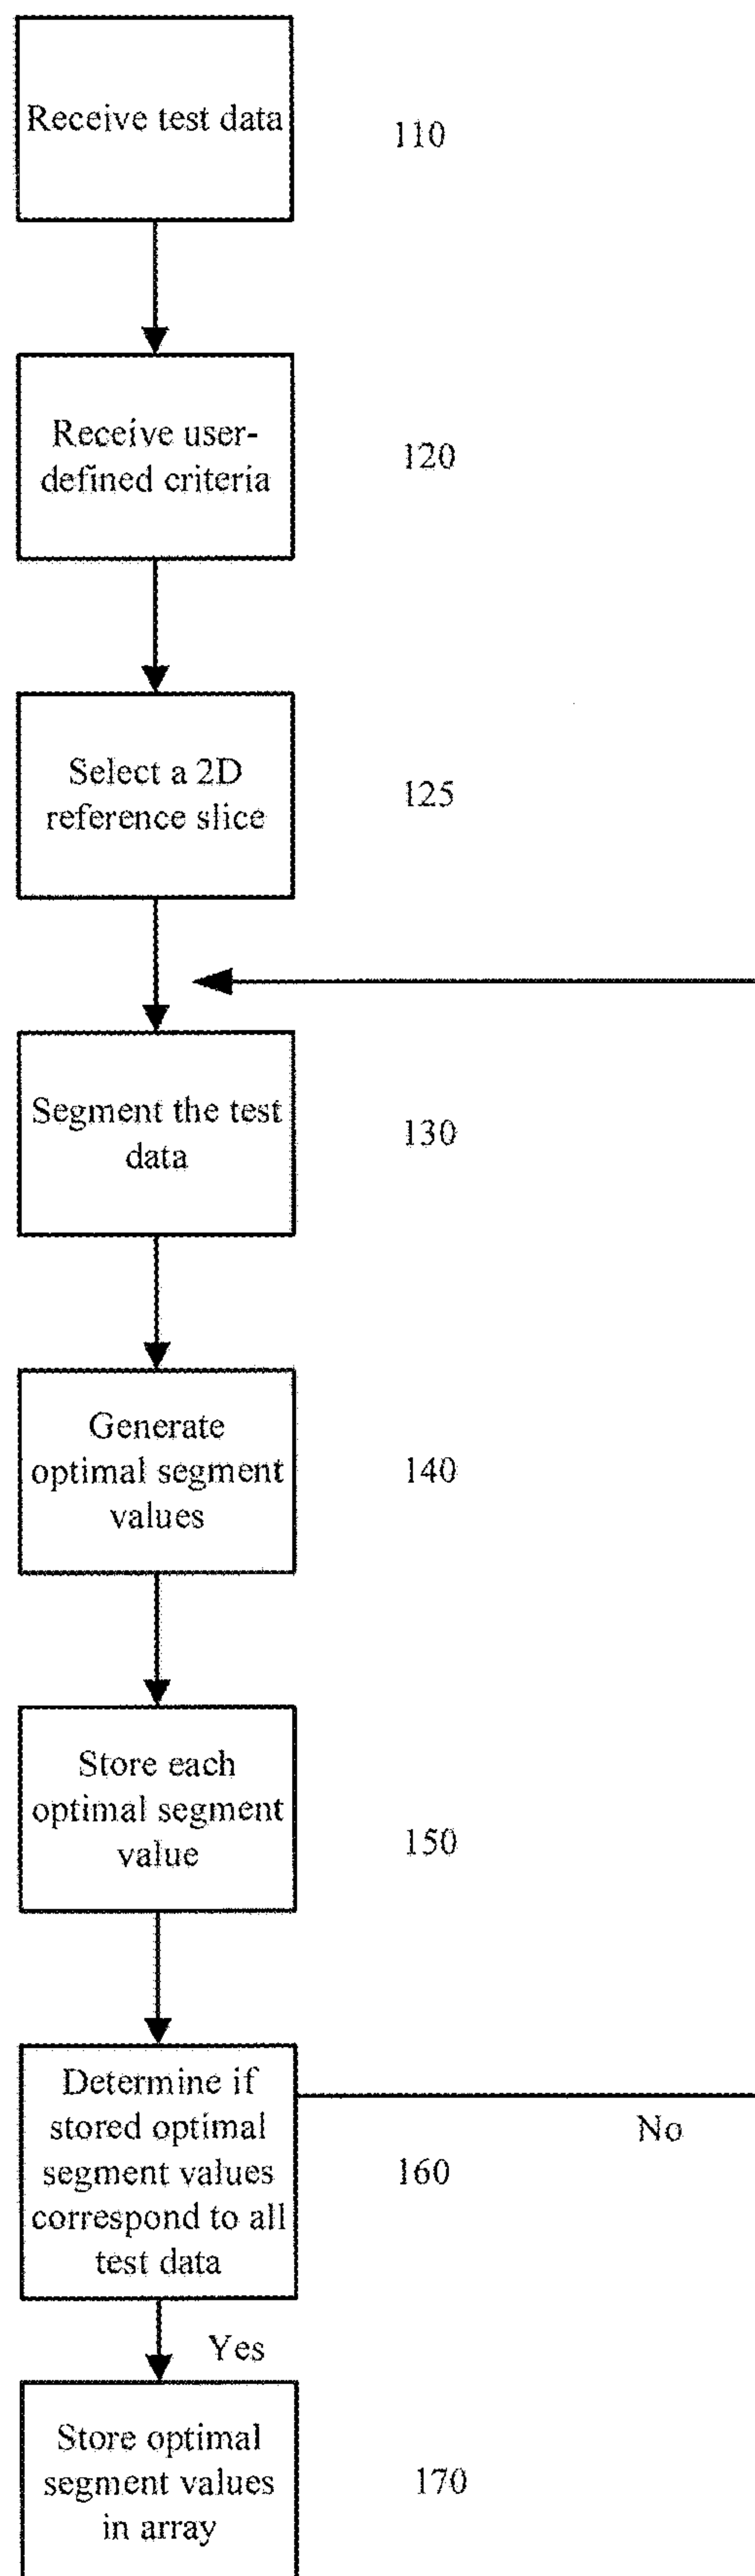 Receive test data
110
Receive user-
defined criteria
120
Select a 2D
reference slice
125
Segment the test
data
130
Generate
optimal segment
values
140
Store each
optimal segment
value
150
Determine if
stored optimal
segment values
correspond to all
test data
160
No
Yes
Store optimal
segment values
in array
170